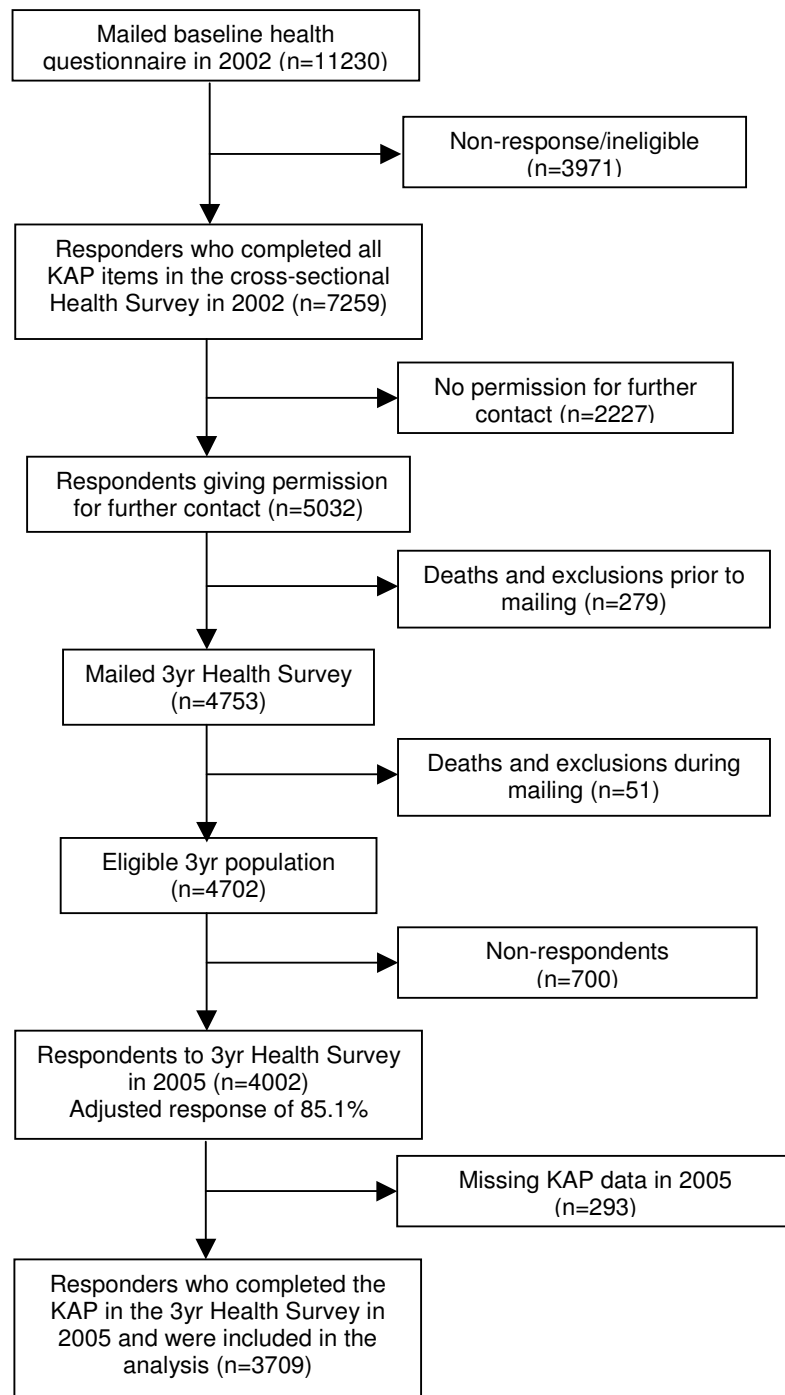 Mailed baseline health
questionnaire in 2002 (n=11230)
Non-response/ineligible
(n=3971)
Responders who completed all
KAP items in the cross-sectional
Health Survey in 2002 (n=7259)
No permission for further
contact (n=2227)
Respondents giving permission
for further contact (n=5032)
Deaths and exclusions prior to
mailing (n=279)
Mailed 3yr Health Survey
(n=4753)
Deaths and exclusions during
mailing (n=51)
Eligible 3yr population
(n=4702)
Non-respondents
(n=700)
Respondents to 3yr Health Survey
in 2005 (n=4002)
Adjusted response of 85.1%
Missing KAP data in 2005
(n=293)
Responders who completed the
KAP in the 3yr Health Survey in
2005 and were included in the
analysis (n=3709)